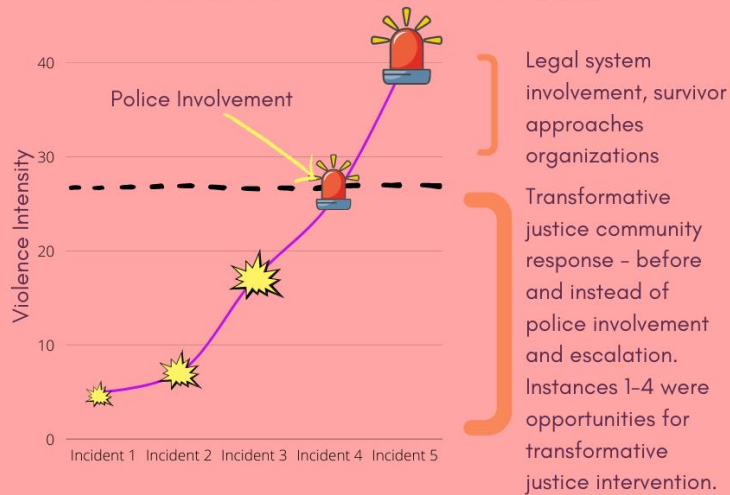 40
30
20
10
0
Violence Intensity
Police Involvement
Incident 1
Incident 2
Incident 3
Incident 4
Incident 5
Legal system
involvement, survivor
approaches
organizations
Transformative
justice community
response - before
and instead of
police involvement
and escalation.
Instances 1-4 were
opportunities for
transformative
justice intervention.